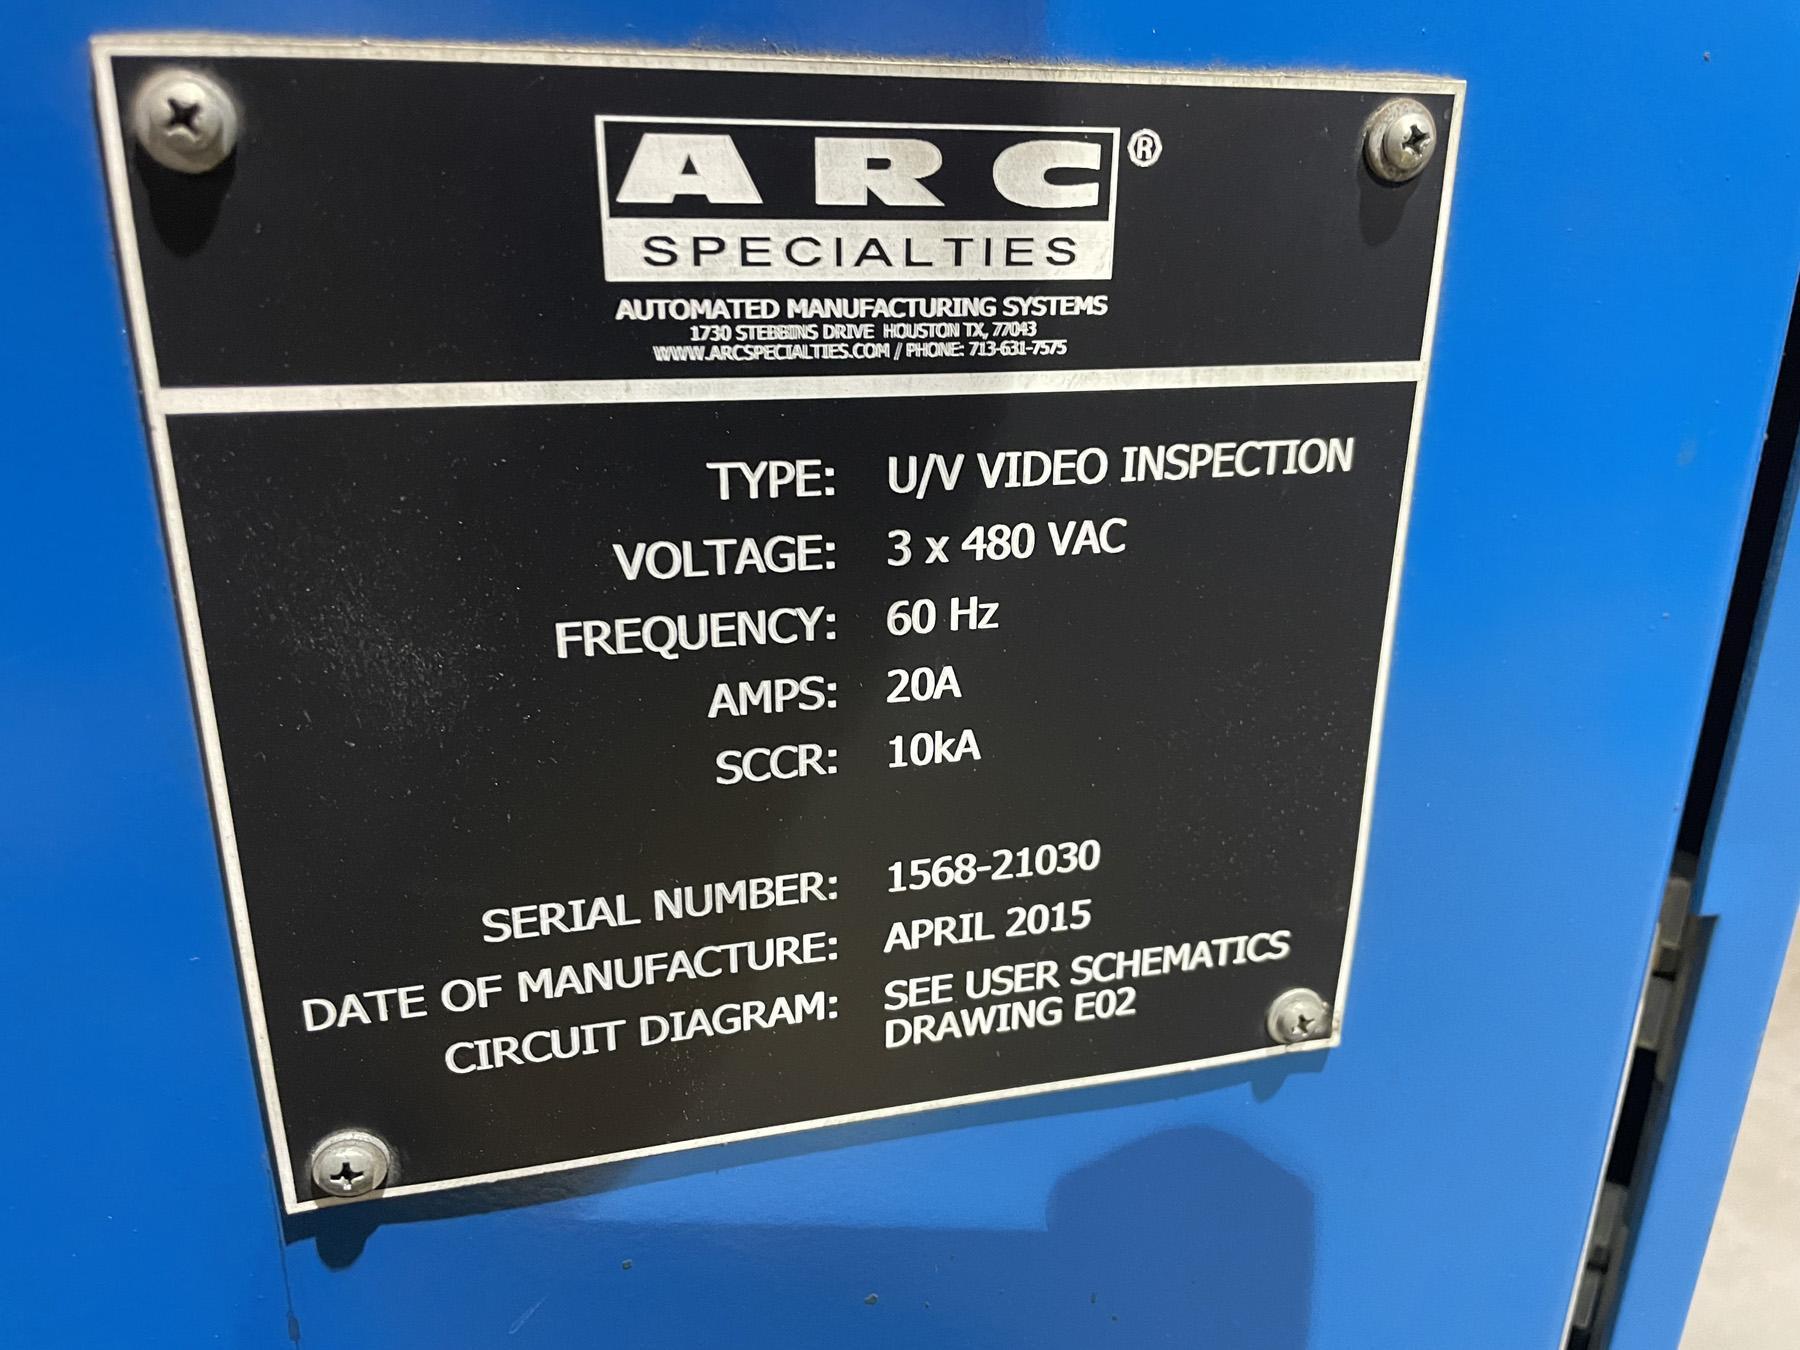 ARC®
SPECIALTIES
AUTOMATED MANUFACTURING SYSTEMS
1730 STEBBINS DRIVE HOUSTON TX, 77043
WWW.ARCSPECIALTIES.COM / PHONE: 713-631-7575
TYPE: U/V VIDEO INSPECTION
VOLTAGE: 3 x 480 VAC
FREQUENCY: 60 Hz
AMPS: 20A
SCCR: 10kA
SERIAL NUMBER: 1568-21030
DATE OF MANUFACTURE: APRIL 2015
CIRCUIT DIAGRAM: SEE USER SCHEMATICS
DRAWING E02